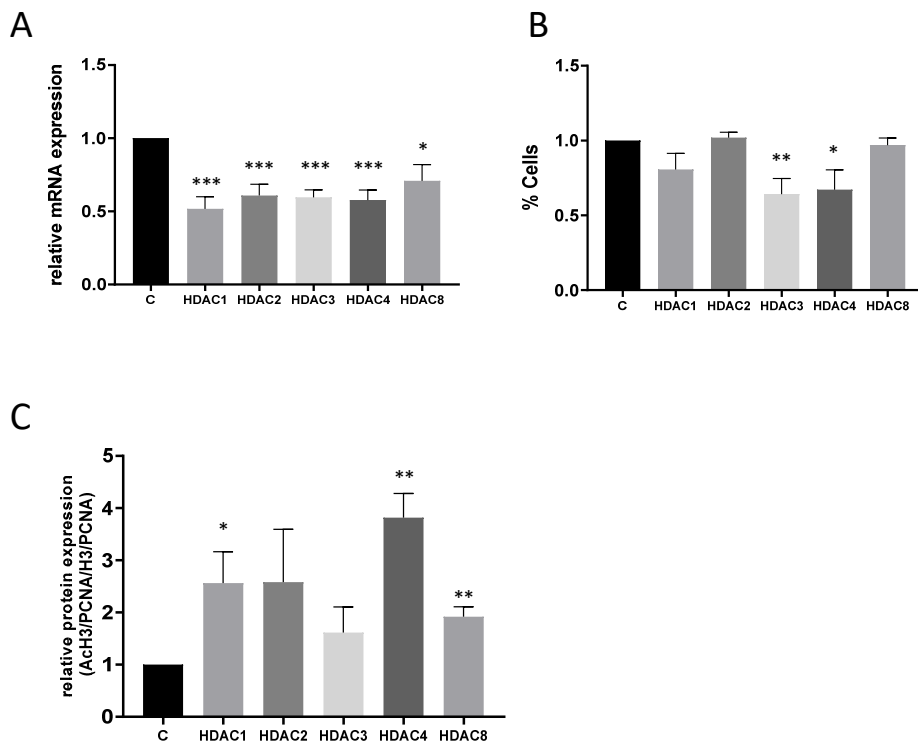 A
relative mRNA expression
1.5
1.0
0.5
0.0
***
***
***
***
*
C HDAC1 HDAC2 HDAC3 HDAC4 HDAC8
B
% Cells
1.5
1.0
0.5
0.0
**
*
C HDAC1 HDAC2 HDAC3 HDAC4 HDAC8
C
relative protein expression
(AcH3/PCNA/H3/PCNA)
5
4
3
2
1
0
*
**
**
C HDAC1 HDAC2 HDAC3 HDAC4 HDAC8